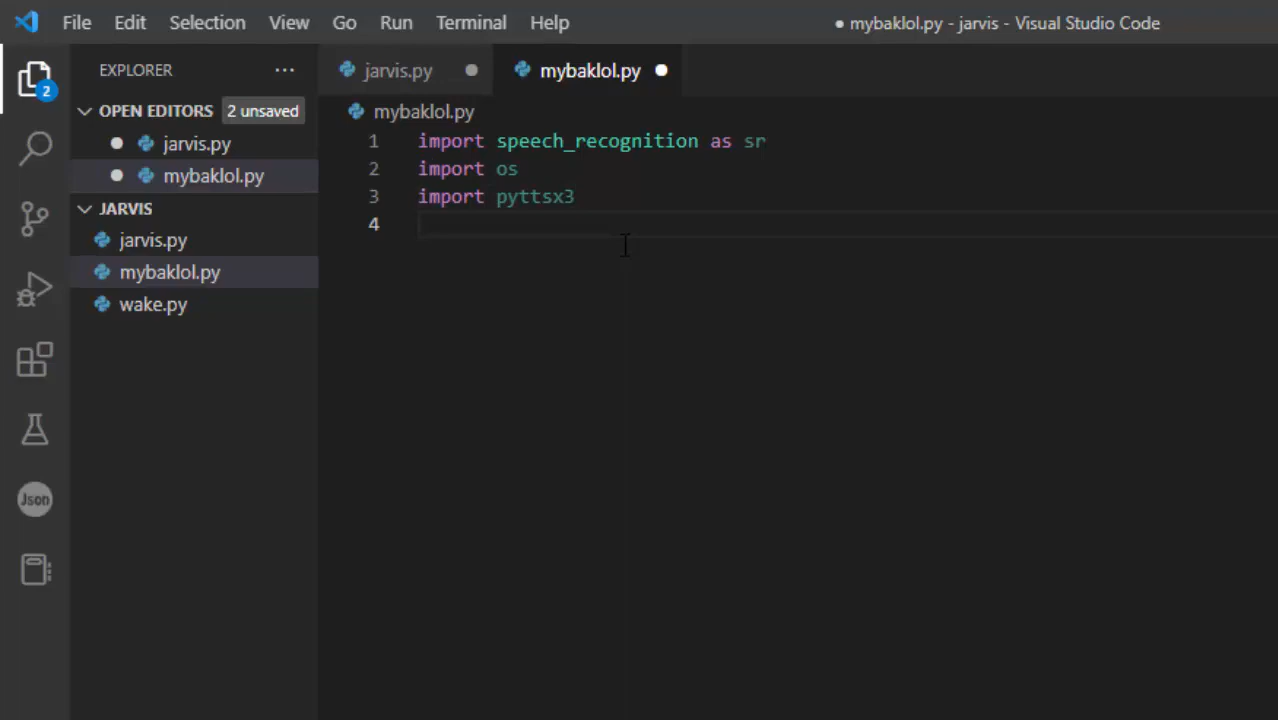 File Edit Selection View Go Run Terminal Help ● mybaklol.py - jarvis - Visual Studio Code
EXPLORER ···
jarvis.py
mybaklol.py
2
OPEN EDITORS 2 unsaved
jarvis.py
mybaklol.py
JARVIS
jarvis.py
mybaklol.py
wake.py
Json
mybaklol.py
1 import speech_recognition as sr
2 import os
3 import pyttsx3
4